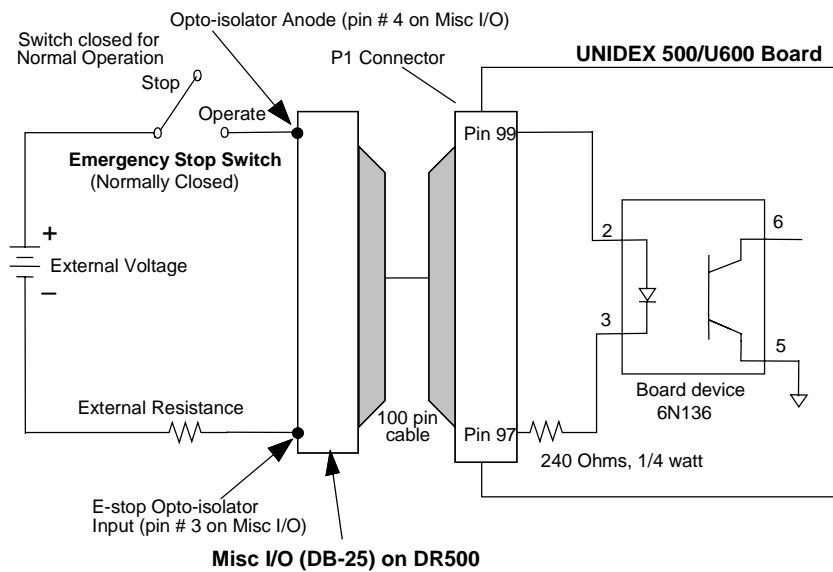 Opto-isolator Anode (pin # 4 on Misc I/O)
Switch closed for
Normal Operation
Stop
P1 Connector
UNIDEX 500/U600 Board
Operate
Pin 99
Emergency Stop Switch
(Normally Closed)
2
6
+
External Voltage
–
3
5
External Resistance
Board device
6N136
100 pin
cable
Pin 97
240 Ohms, 1/4 watt
E-stop Opto-isolator
Input (pin # 3 on Misc I/O)
Misc I/O (DB-25) on DR500